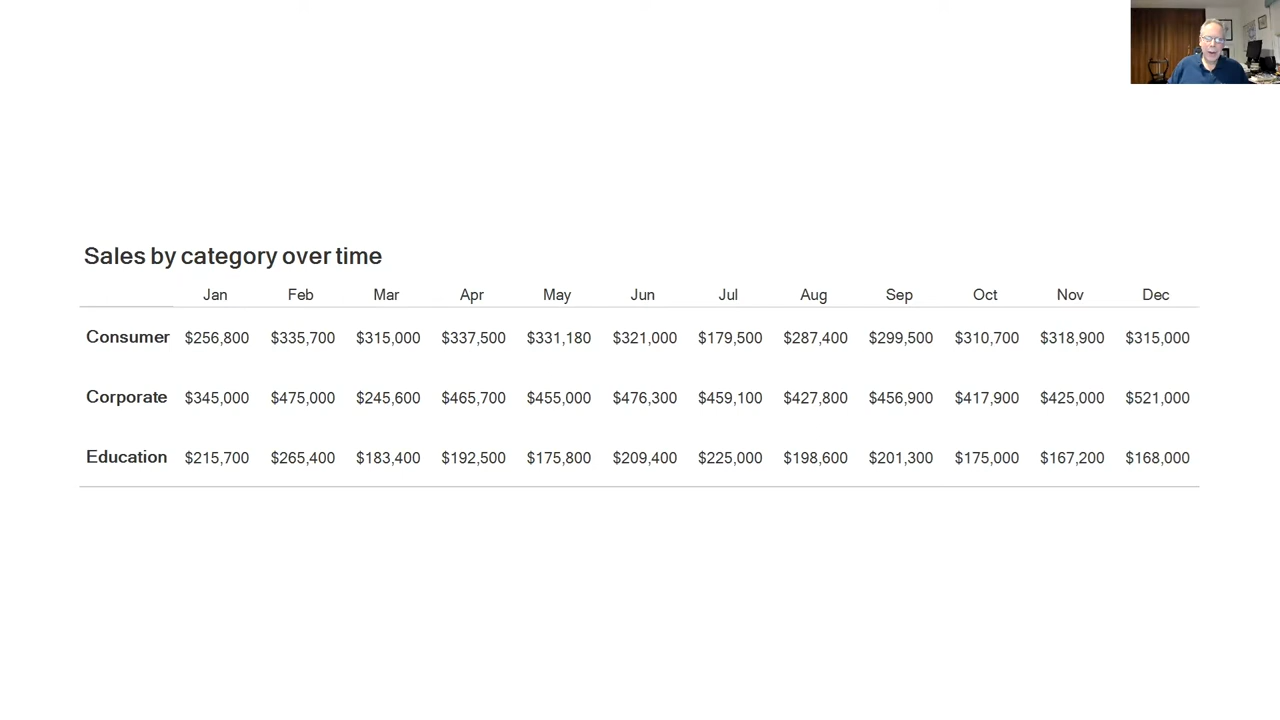 Sales by category over time
Jan Feb Mar Apr May Jun Jul Aug Sep Oct Nov Dec
Consumer $256,800 $335,700 $315,000 $337,500 $331,180 $321,000 $179,500 $287,400 $299,500 $310,700 $318,900 $315,000
Corporate $345,000 $475,000 $245,600 $465,700 $455,000 $476,300 $459,100 $427,800 $456,900 $417,900 $425,000 $521,000
Education $215,700 $265,400 $183,400 $192,500 $175,800 $209,400 $225,000 $198,600 $201,300 $175,000 $167,200 $168,000